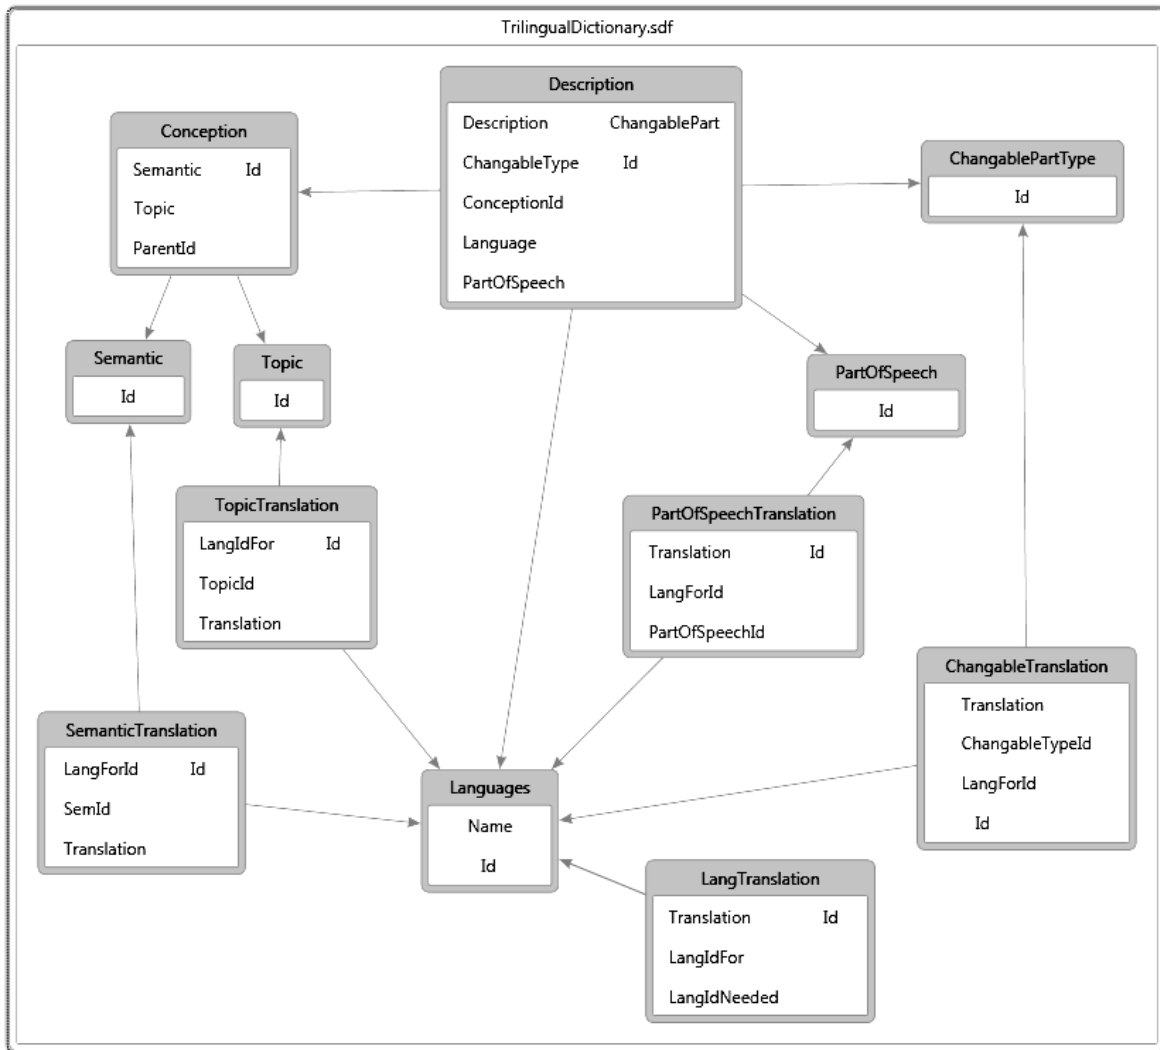 TrilingualDictionary.sdf
Description
Description ChangablePart
ChangableType Id
ConceptionId
Language
PartOfSpeech
Conception
Semantic Id
Topic
ParentId
ChangablePartType
Id
Semantic
Id
Topic
Id
PartOfSpeech
Id
TopicTranslation
LangIdFor Id
TopicId
Translation
PartOfSpeechTranslation
Translation Id
LangForId
PartOfSpeechId
ChangableTranslation
Translation
ChangableTypeId
LangForId
Id
SemanticTranslation
LangForId Id
SemId
Translation
Languages
Name
Id
LangTranslation
Translation Id
LangIdFor
LangIdNeeded